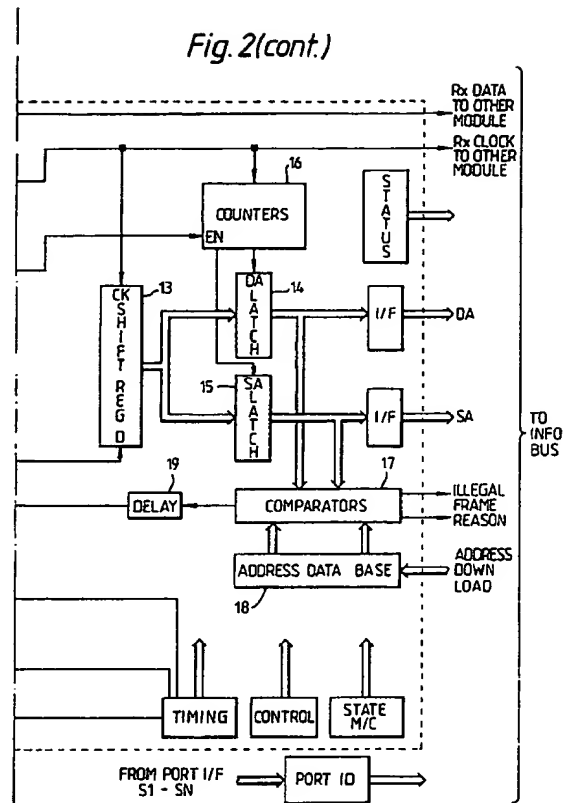 Fig. 2(cont.)
Rx DATA
TO OTHER
MODULE
Rx CLOCK
TO OTHER
MODULE
16
COUNTERS
EN
STATUS
13
CK
SHIFT REG
D
DA
LATCH
14
I/F
DA
15
SA
LATCH
I/F
SA
TO
INFO
BUS
19
DELAY
17
COMPARATORS
ILLEGAL
FRAME
REASON
ADDRESS DATA BASE
18
ADDRESS
DOWN
LOAD
TIMING
CONTROL
STATE
M/C
FROM PORT I/F
S1 - SN
PORT ID